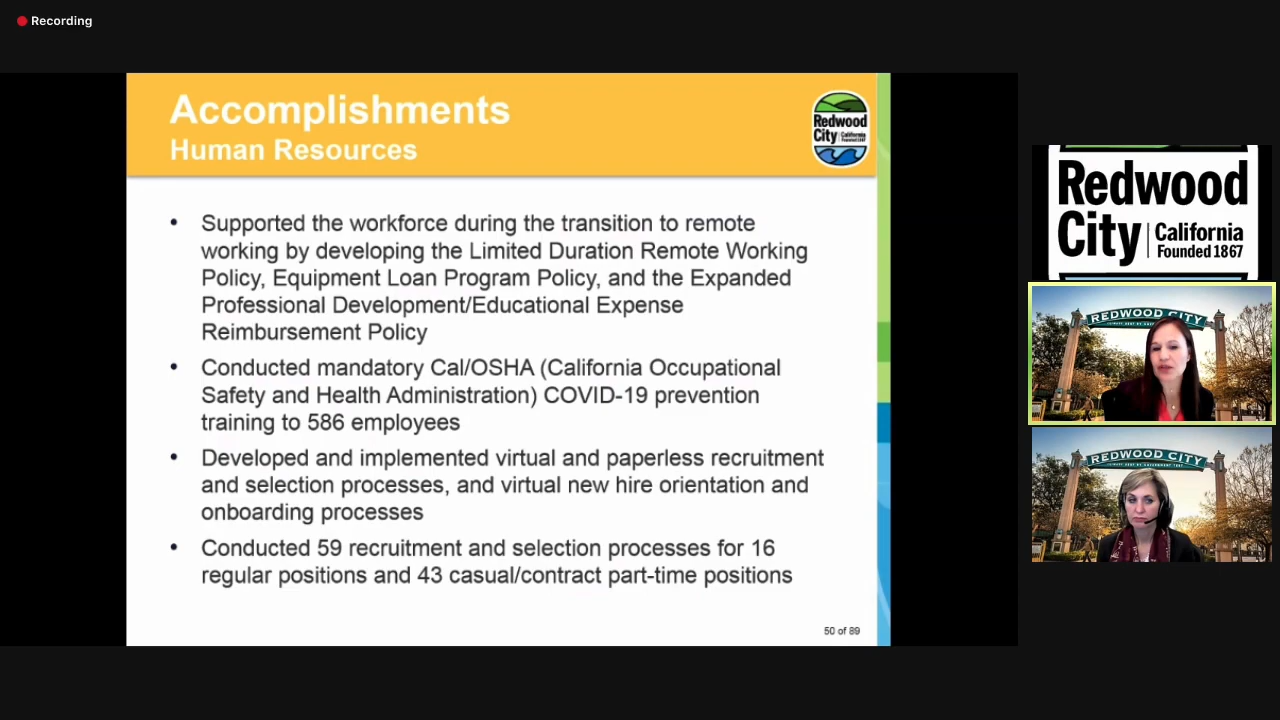 Recording
Accomplishments
Human Resources
Redwood
City California
Founded 1867
• Supported the workforce during the transition to remote
working by developing the Limited Duration Remote Working
Policy, Equipment Loan Program Policy, and the Expanded
Professional Development/Educational Expense
Reimbursement Policy
• Conducted mandatory Cal/OSHA (California Occupational
Safety and Health Administration) COVID-19 prevention
training to 586 employees
• Developed and implemented virtual and paperless recruitment
and selection processes, and virtual new hire orientation and
onboarding processes
• Conducted 59 recruitment and selection processes for 16
regular positions and 43 casual/contract part-time positions
50 of 89
Redwood
City California
Founded 1867
REDWOOD CITY
REDWOOD CITY